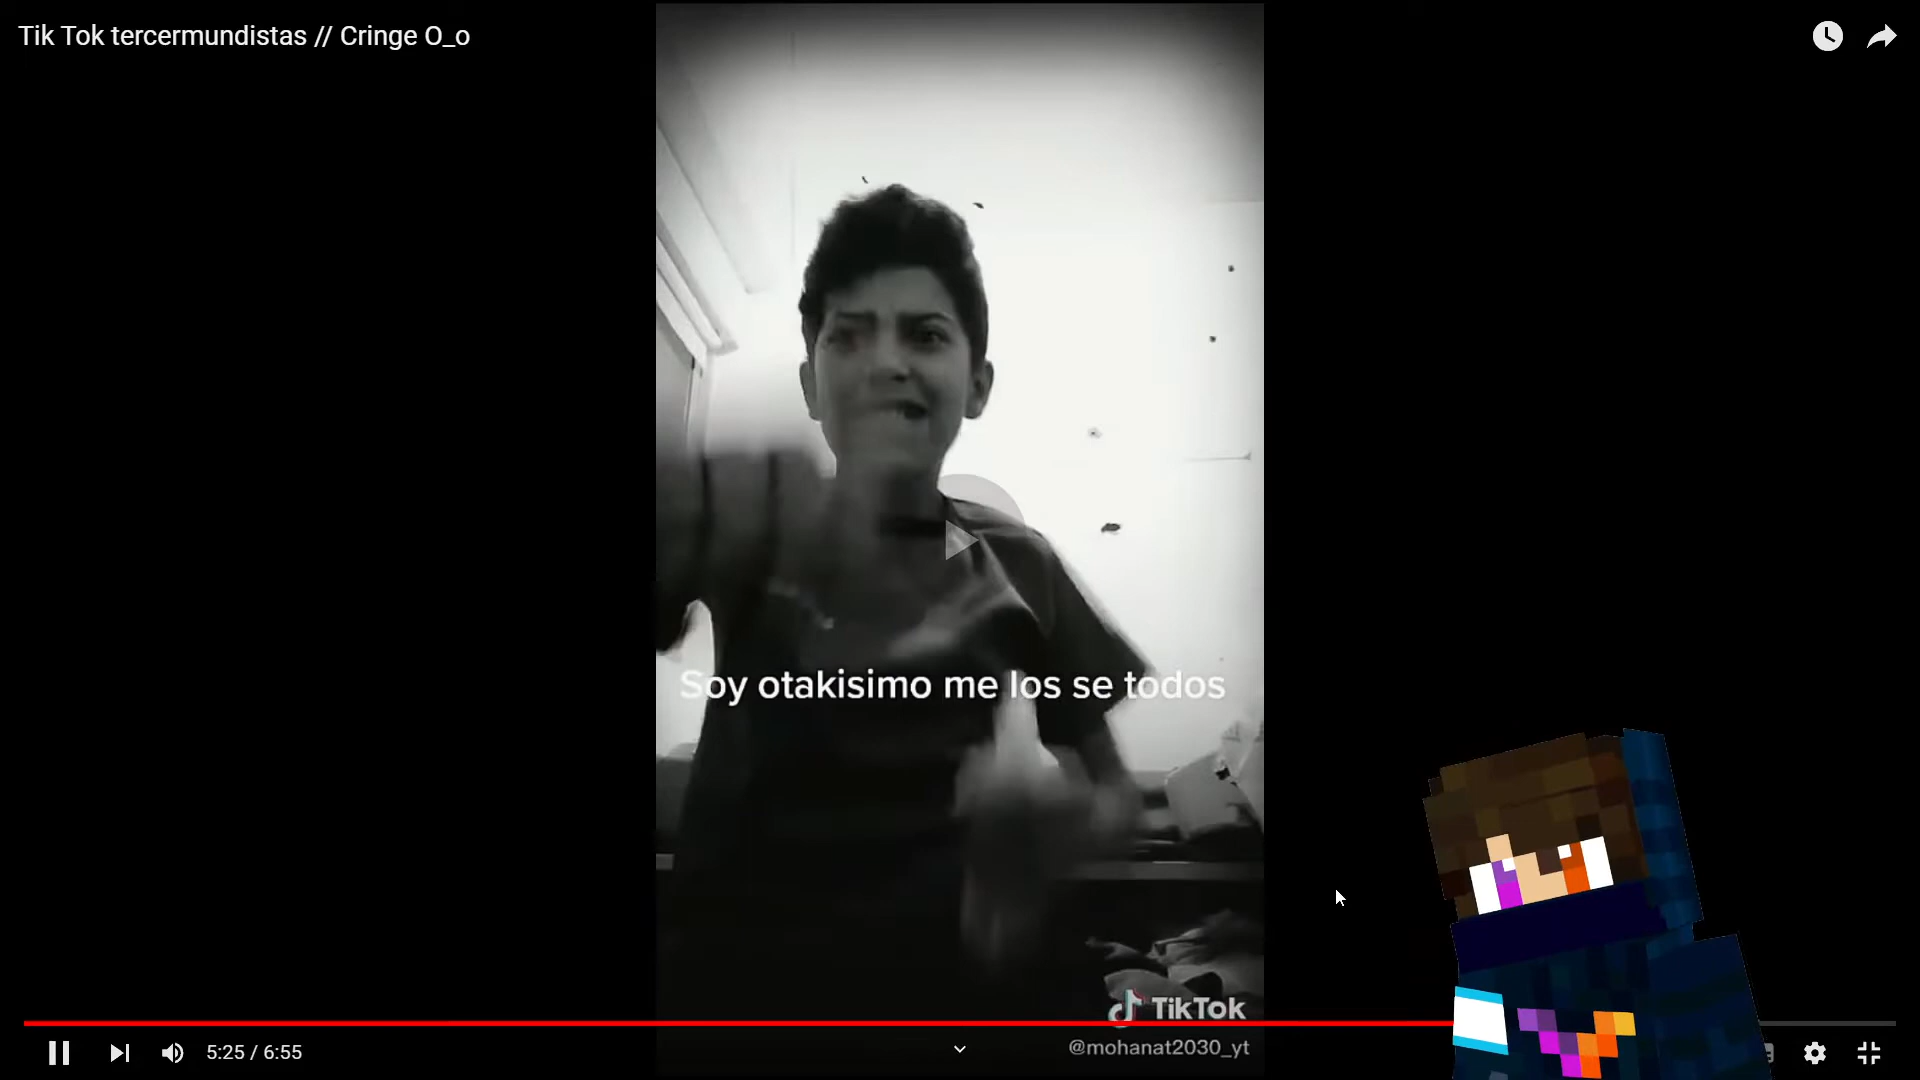 Tik Tok tercermundistas // Cringe O_o
Soy otakisimo me los se todos
TikTok
@mohanat2030_yt
5:25 / 6:55